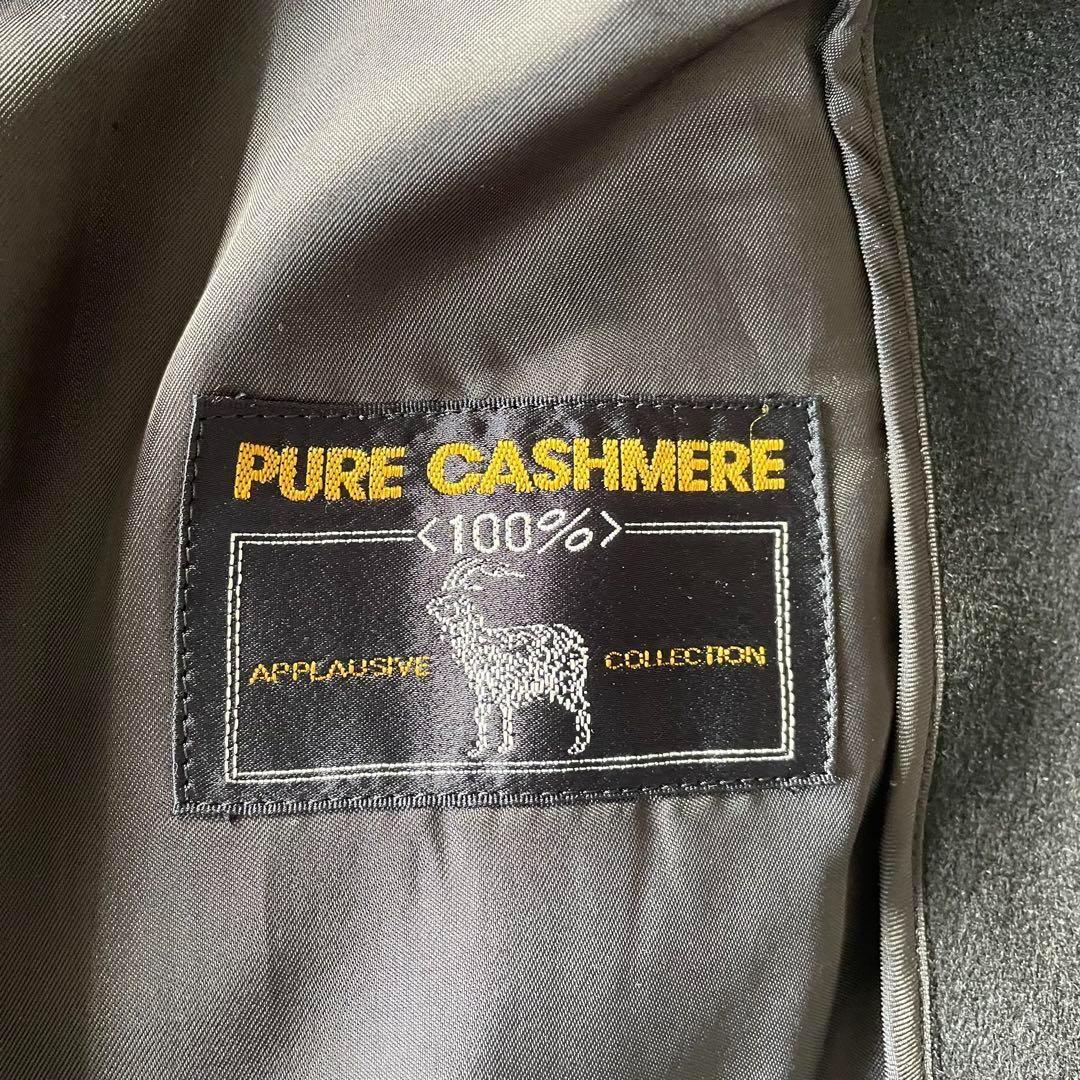 PURE CASHMERE
<100%>
APPLAUSIVE COLLECTION